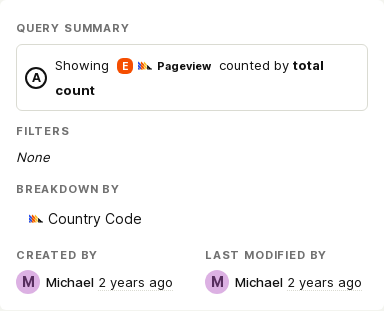 QUERY SUMMARY
A Showing E Pageview counted by total
count
FILTERS
None
BREAKDOWN BY
Country Code
CREATED BY LAST MODIFIED BY
M Michael 2 years ago M Michael 2 years ago